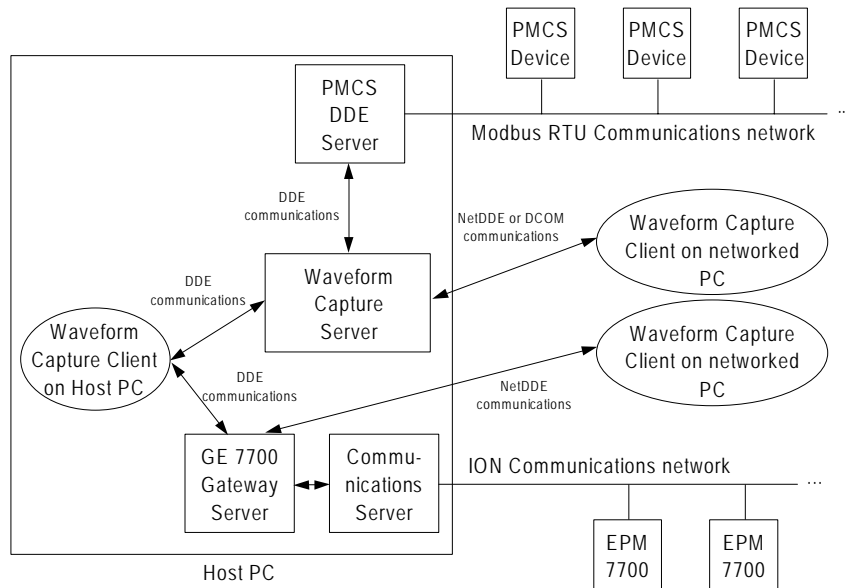 PMCS
Device
PMCS
Device
PMCS
Device
...
Modbus RTU Communications network
PMCS
DDE
Server
DDE
communications
NetDDE or DCOM
communications
Waveform Capture
Client on networked
PC
Waveform
Capture
Server
DDE
communications
Waveform
Capture Client
on Host PC
Waveform Capture
Client on networked
PC
DDE
communications
NetDDE
communications
GE 7700
Gateway
Server
Commu-
nications
Server
ION Communications network
...
EPM
7700
EPM
7700
Host PC